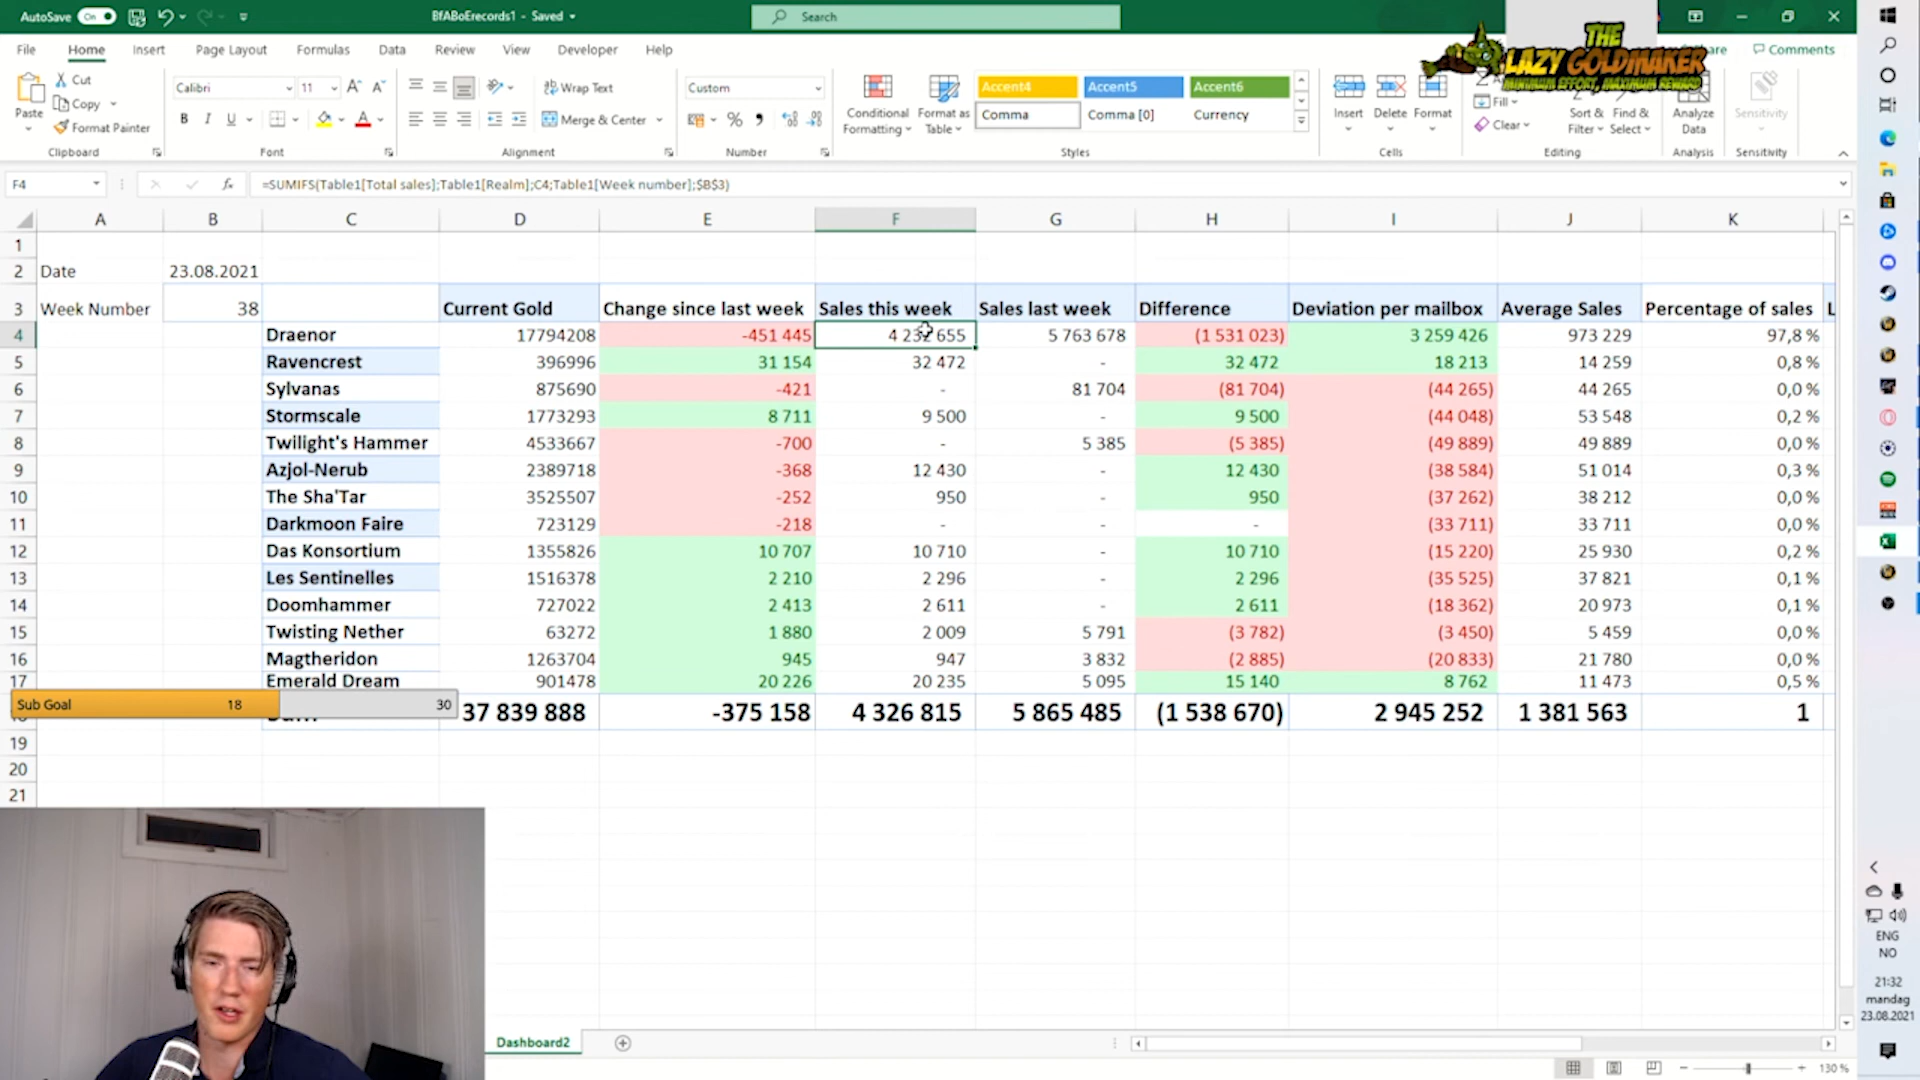 AutoSave On BfABoErecords1 - Saved Search
File Home Insert Page Layout Formulas Data Review View Developer Help Share Comments
THE
LAZY GOLDMAKER
MINIMUM EFFORT, MAXIMUM REWARD
Paste Cut Copy Format Painter Clipboard
Calibri 11 B I U A Font
Wrap Text Merge & Center Alignment
Custom % Number
Conditional Formatting Format as Table
Accent4 Accent5 Accent6
Comma Comma [0] Currency
Styles
Insert Delete Format Cells
Fill Clear Sort & Filter Find & Select Editing
Analyze Data Analysis
Sensitivity Sensitivity
F4 fx =SUMIFS(Table1[Total sales];Table1[Realm];C4;Table1[Week number];$B$3)
A B C D E F G H I J K
1
2 Date 23.08.2021
3 Week Number 38 Current Gold Change since last week Sales this week Sales last week Difference Deviation per mailbox Average Sales Percentage of sales L
4 Draenor 17794208 -451 445 4 232 655 5 763 678 (1 531 023) 3 259 426 973 229 97,8 %
5 Ravencrest 396996 31 154 32 472 - 32 472 18 213 14 259 0,8 %
6 Sylvanas 875690 -421 - 81 704 (81 704) (44 265) 44 265 0,0 %
7 Stormscale 1773293 8 711 9 500 - 9 500 (44 048) 53 548 0,2 %
8 Twilight's Hammer 4533667 -700 - 5 385 (5 385) (49 889) 49 889 0,0 %
9 Azjol-Nerub 2389718 -368 12 430 - 12 430 (38 584) 51 014 0,3 %
10 The Sha'Tar 3525507 -252 950 - 950 (37 262) 38 212 0,0 %
11 Darkmoon Faire 723129 -218 - - - (33 711) 33 711 0,0 %
12 Das Konsortium 1355826 10 707 10 710 - 10 710 (15 220) 25 930 0,2 %
13 Les Sentinelles 1516378 2 210 2 296 - 2 296 (35 525) 37 821 0,1 %
14 Doomhammer 727022 2 413 2 611 - 2 611 (18 362) 20 973 0,1 %
15 Twisting Nether 63272 1 880 2 009 5 791 (3 782) (3 450) 5 459 0,0 %
16 Magtheridon 1263704 945 947 3 832 (2 885) (20 833) 21 780 0,0 %
17 Emerald Dream 901478 20 226 20 235 5 095 15 140 8 762 11 473 0,5 %
Sub Goal 18 30
37 839 888 -375 158 4 326 815 5 865 485 (1 538 670) 2 945 252 1 381 563 1
19
20
21
Dashboard2
130 %
ENG
NO
21:32
mandag
23.08.2021